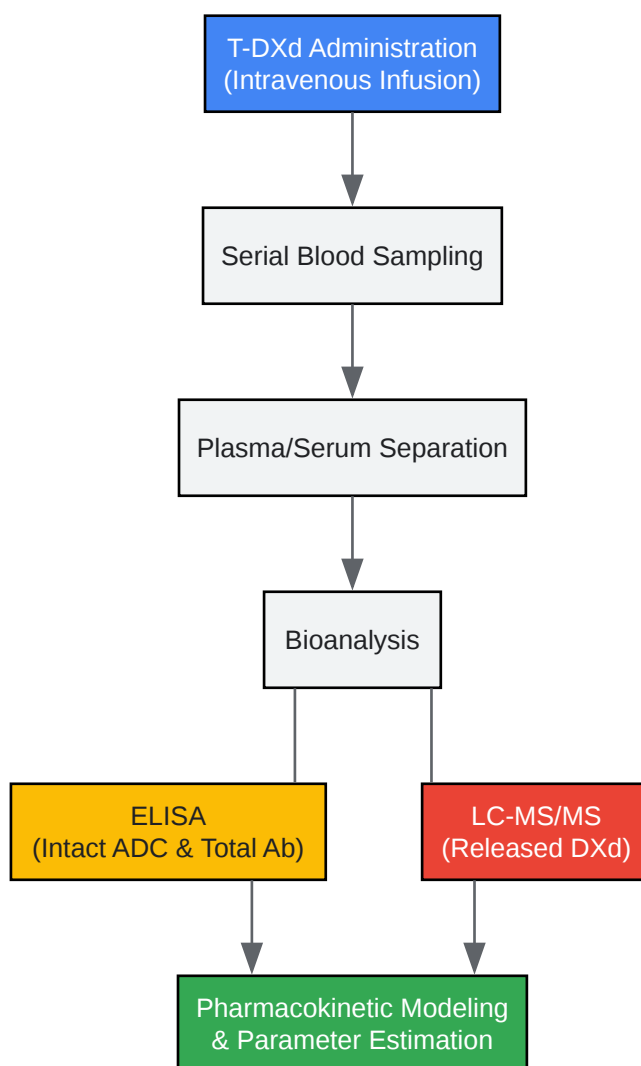 T-DXd Administration
(Intravenous Infusion)
Serial Blood Sampling
Plasma/Serum Separation
Bioanalysis
ELISA
(Intact ADC & Total Ab)
LC-MS/MS
(Released DXd)
Pharmacokinetic Modeling
& Parameter Estimation